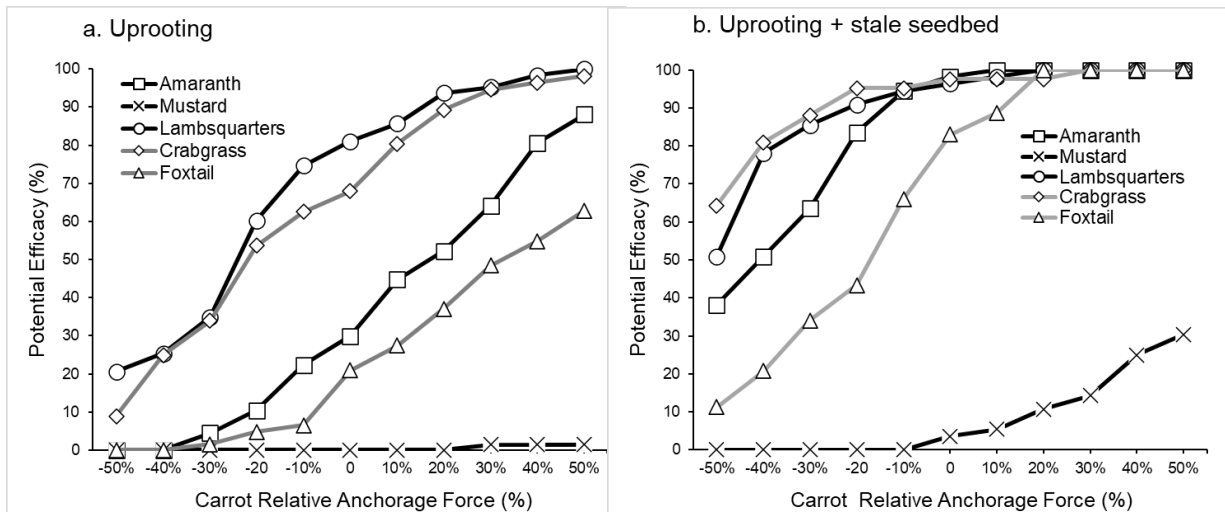 a. Uprooting
100
90
80
70
60
50
40
30
20
10
0
Potential Efficacy (%)
Amaranth
Mustard
Lambsquarters
Crabgrass
Foxtail
-50% -40% -30% -20 -10% 0 10% 20% 30% 40% 50%
Carrot Relative Anchorage Force (%)
b. Uprooting + stale seedbed
100
90
80
70
60
50
40
30
20
10
0
Potential Efficacy (%)
Amaranth
Mustard
Lambsquarters
Crabgrass
Foxtail
-50% -40% -30% -20 -10% 0 10% 20% 30% 40% 50%
Carrot Relative Anchorage Force (%)